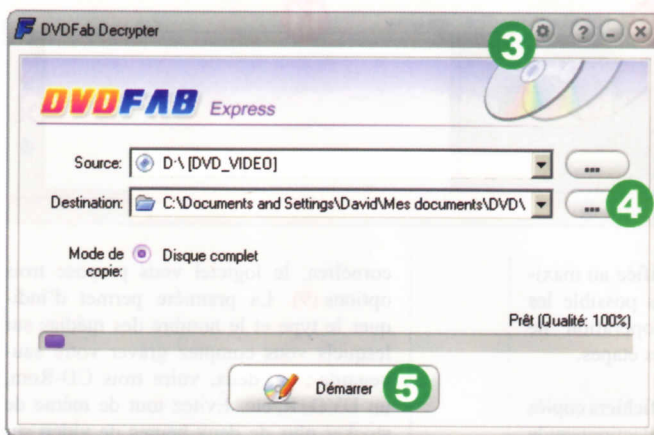 DVDFab Decrypter
3
?
DVDFAB Express
Source: D:\ [DVD_VIDEO] ...
Destination: C:\Documents and Settings\David\Mes documents\DVD\ ... 4
Mode de copie: Disque complet
Prêt (Qualité: 100%)
Démarrer 5